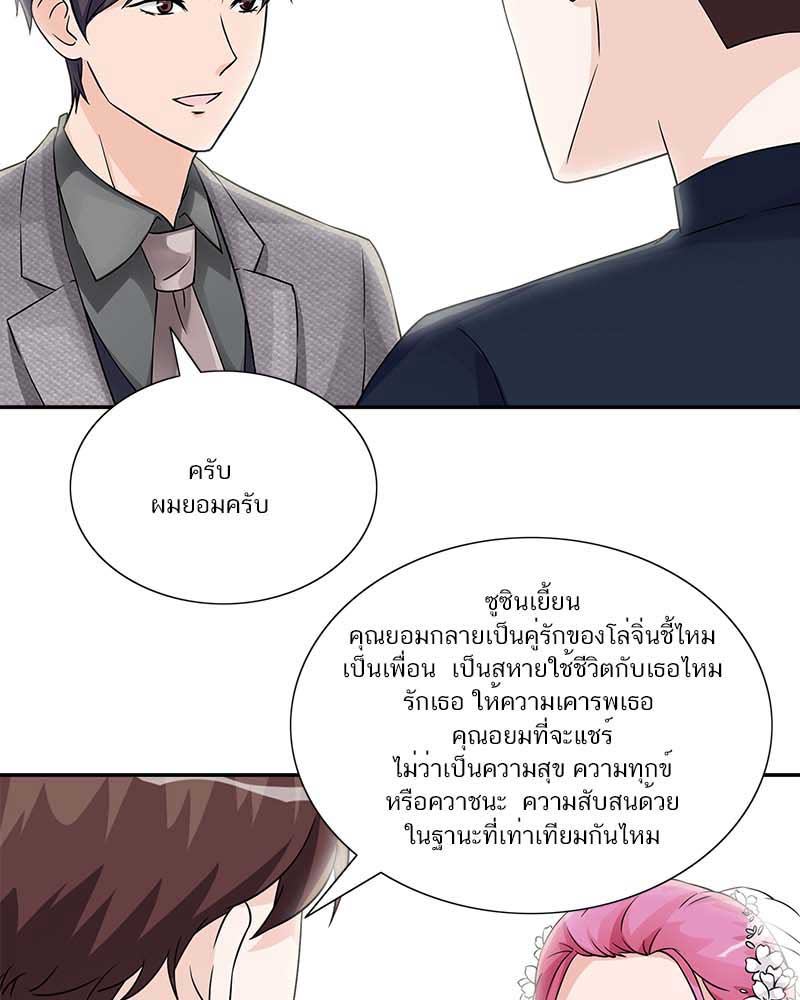 ครับ
ผมยอมครับ
ซูซินเยี้ยน
คุณยอมกลายเป็นคู่รักของโล่จิ่นชี้ไหม
เป็นเพื่อน เป็นสหายใช้ชีวิตกับเธอไหม
รักเธอ ให้ความเคารพเธอ
คุณอยมที่จะแชร์
ไม่ว่าเป็นความสุข ความทุกข์
หรือควาชนะ ความสับสนด้วย
ในฐานะที่เท่าเทียมกันไหม